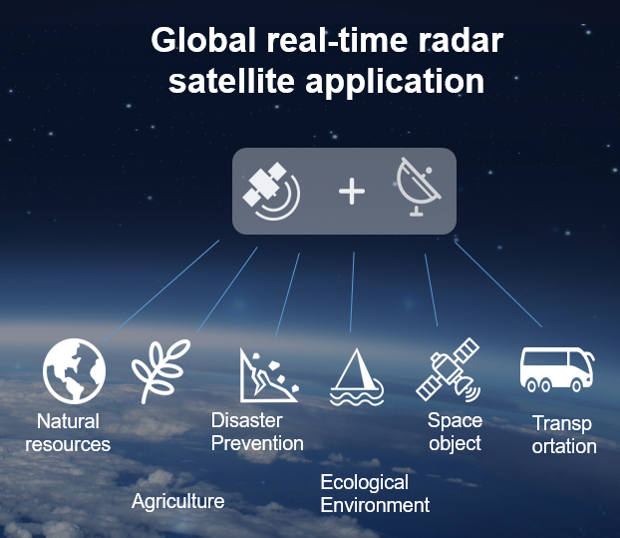 Global real-time radar
satellite application
Natural
resources
Agriculture
Disaster
Prevention
Ecological
Environment
Space
object
Transp
ortation